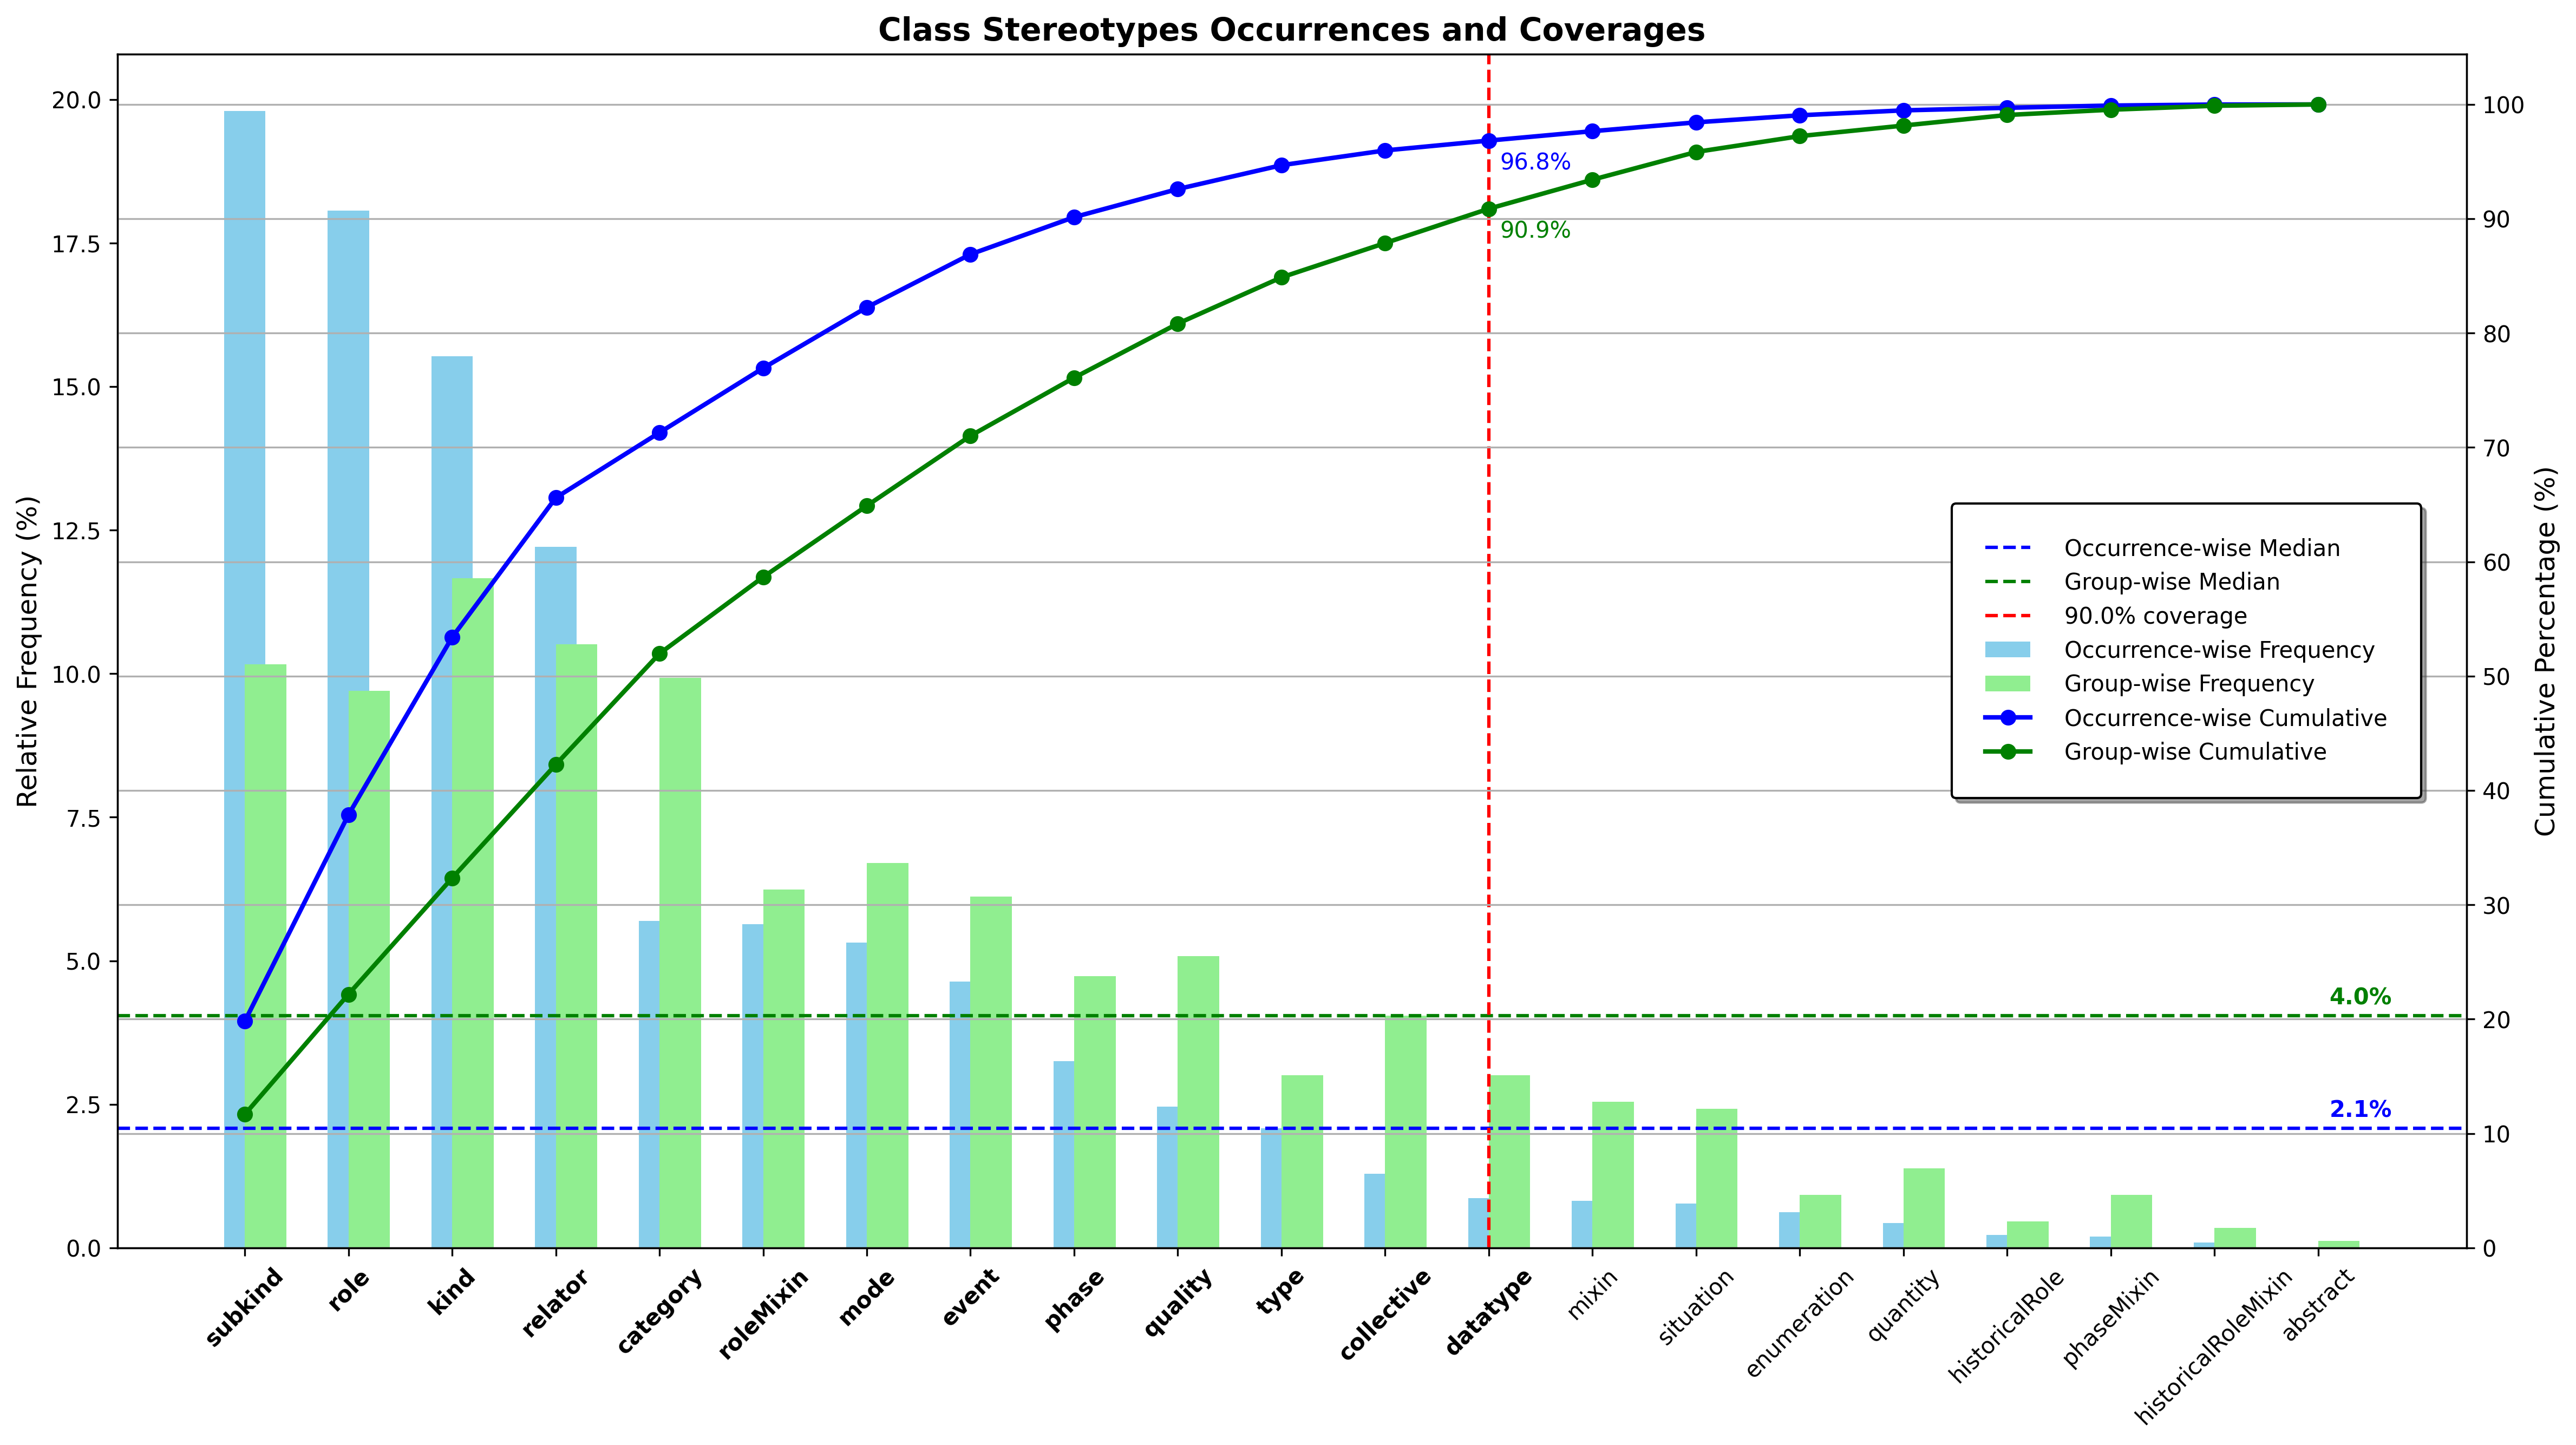 Class Stereotypes Occurrences and Coverages
Relative Frequency (%)
20.0
17.5
15.0
12.5
10.0
7.5
5.0
2.5
0.0
96.8%
90.9%
4.0%
2.1%
Occurrence-wise Median
Group-wise Median
90.0% coverage
Occurrence-wise Frequency
Group-wise Frequency
Occurrence-wise Cumulative
Group-wise Cumulative
100
90
80
70
60
50
40
30
20
10
0
Cumulative Percentage (%)
subkind
role
kind
relator
category
roleMixin
mode
event
phase
quality
type
collective
datatype
mixin
situation
enumeration
quantity
historicalRole
phaseMixin
historicalRoleMixin
abstract